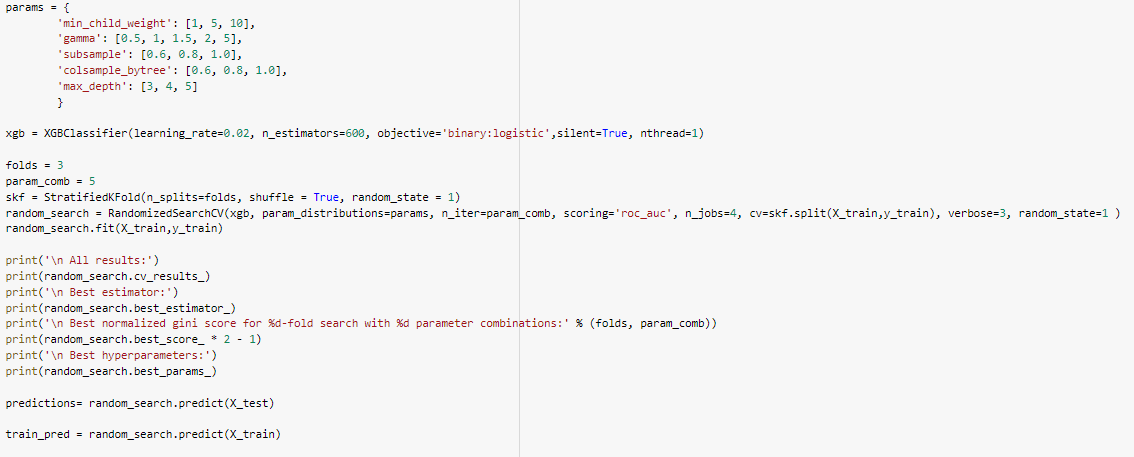 params = {
        'min_child_weight': [1, 5, 10],
        'gamma': [0.5, 1, 1.5, 2, 5],
        'subsample': [0.6, 0.8, 1.0],
        'colsample_bytree': [0.6, 0.8, 1.0],
        'max_depth': [3, 4, 5]
        }
xgb = XGBClassifier(learning_rate=0.02, n_estimators=600, objective='binary:logistic',silent=True, nthread=1)
folds = 3
param_comb = 5
skf = StratifiedKFold(n_splits=folds, shuffle = True, random_state = 1)
random_search = RandomizedSearchCV(xgb, param_distributions=params, n_iter=param_comb, scoring='roc_auc', n_jobs=4, cv=skf.split(X_train,y_train), verbose=3, random_state=1 )
random_search.fit(X_train,y_train)
print('\n All results:')
print(random_search.cv_results_)
print('\n Best estimator:')
print(random_search.best_estimator_)
print('\n Best normalized gini score for %d-fold search with %d parameter combinations:' % (folds, param_comb))
print(random_search.best_score_ * 2 - 1)
print('\n Best hyperparameters:')
print(random_search.best_params_)
predictions= random_search.predict(X_test)
train_pred = random_search.predict(X_train)